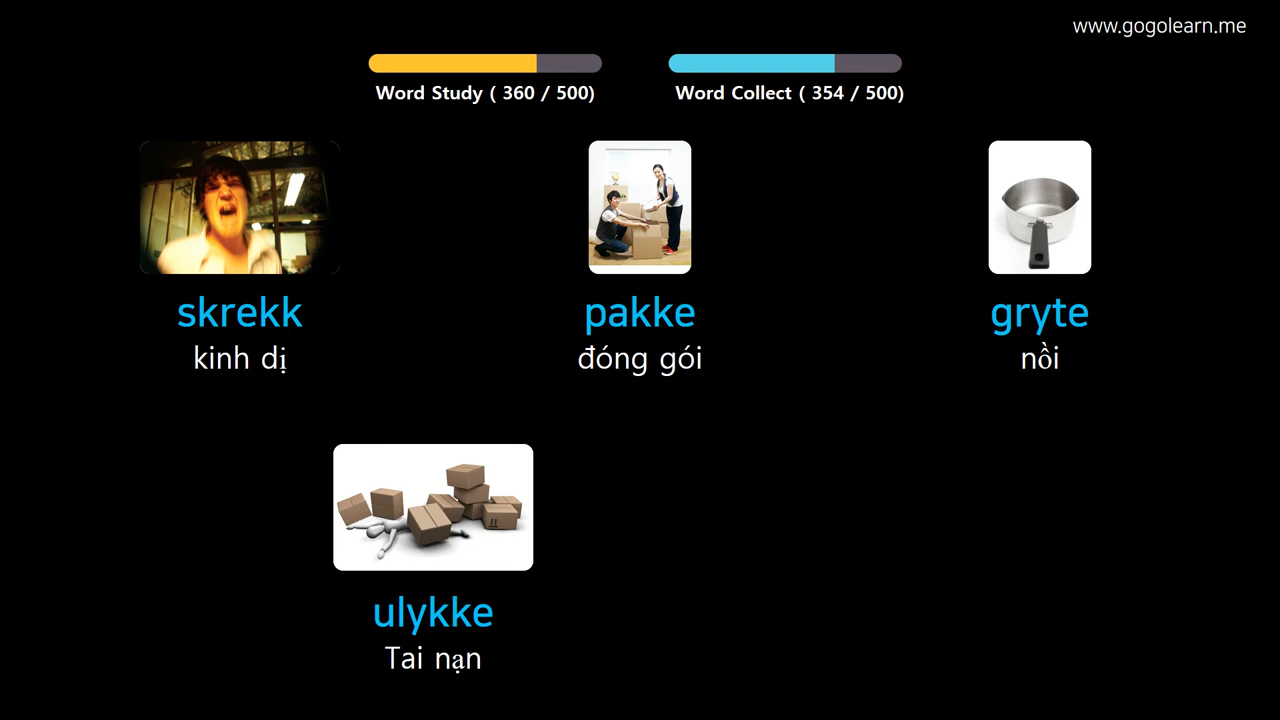 www.gogolearn.me
Word Study ( 360 / 500)
Word Collect ( 354 / 500)
skrekk
kinh dị
pakke
đóng gói
gryte
nồi
ulykke
Tai nạn